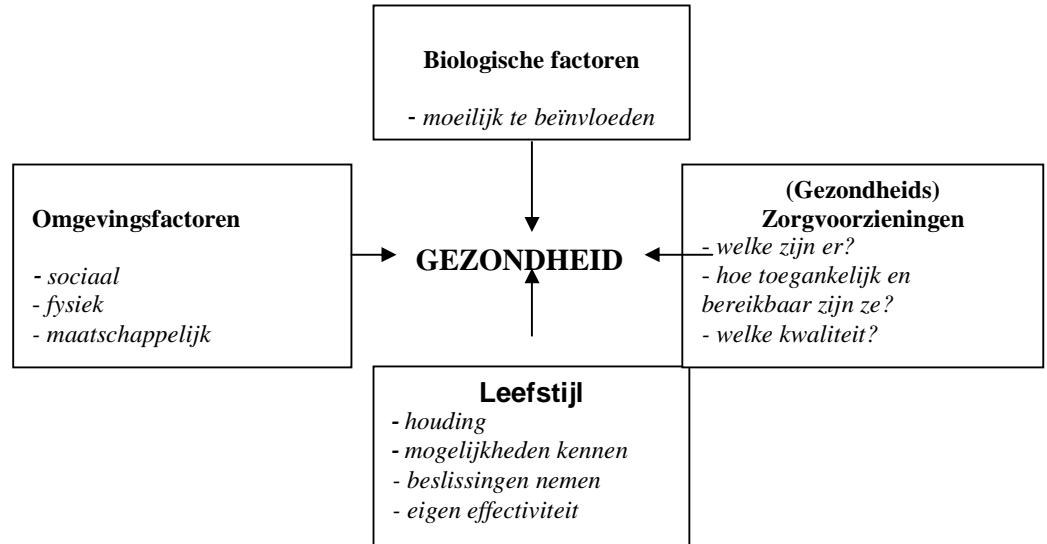 Biologische factoren
- moeilijk te beïnvloeden
Omgevingsfactoren
- sociaal
- fysiek
- maatschappelijk
GEZONDHEID
(Gezondheids)
Zorgvoorzieningen
- welke zijn er?
- hoe toegankelijk en
bereikbaar zijn ze?
- welke kwaliteit?
Leefstijl
- houding
- mogelijkheden kennen
- beslissingen nemen
- eigen effectiviteit